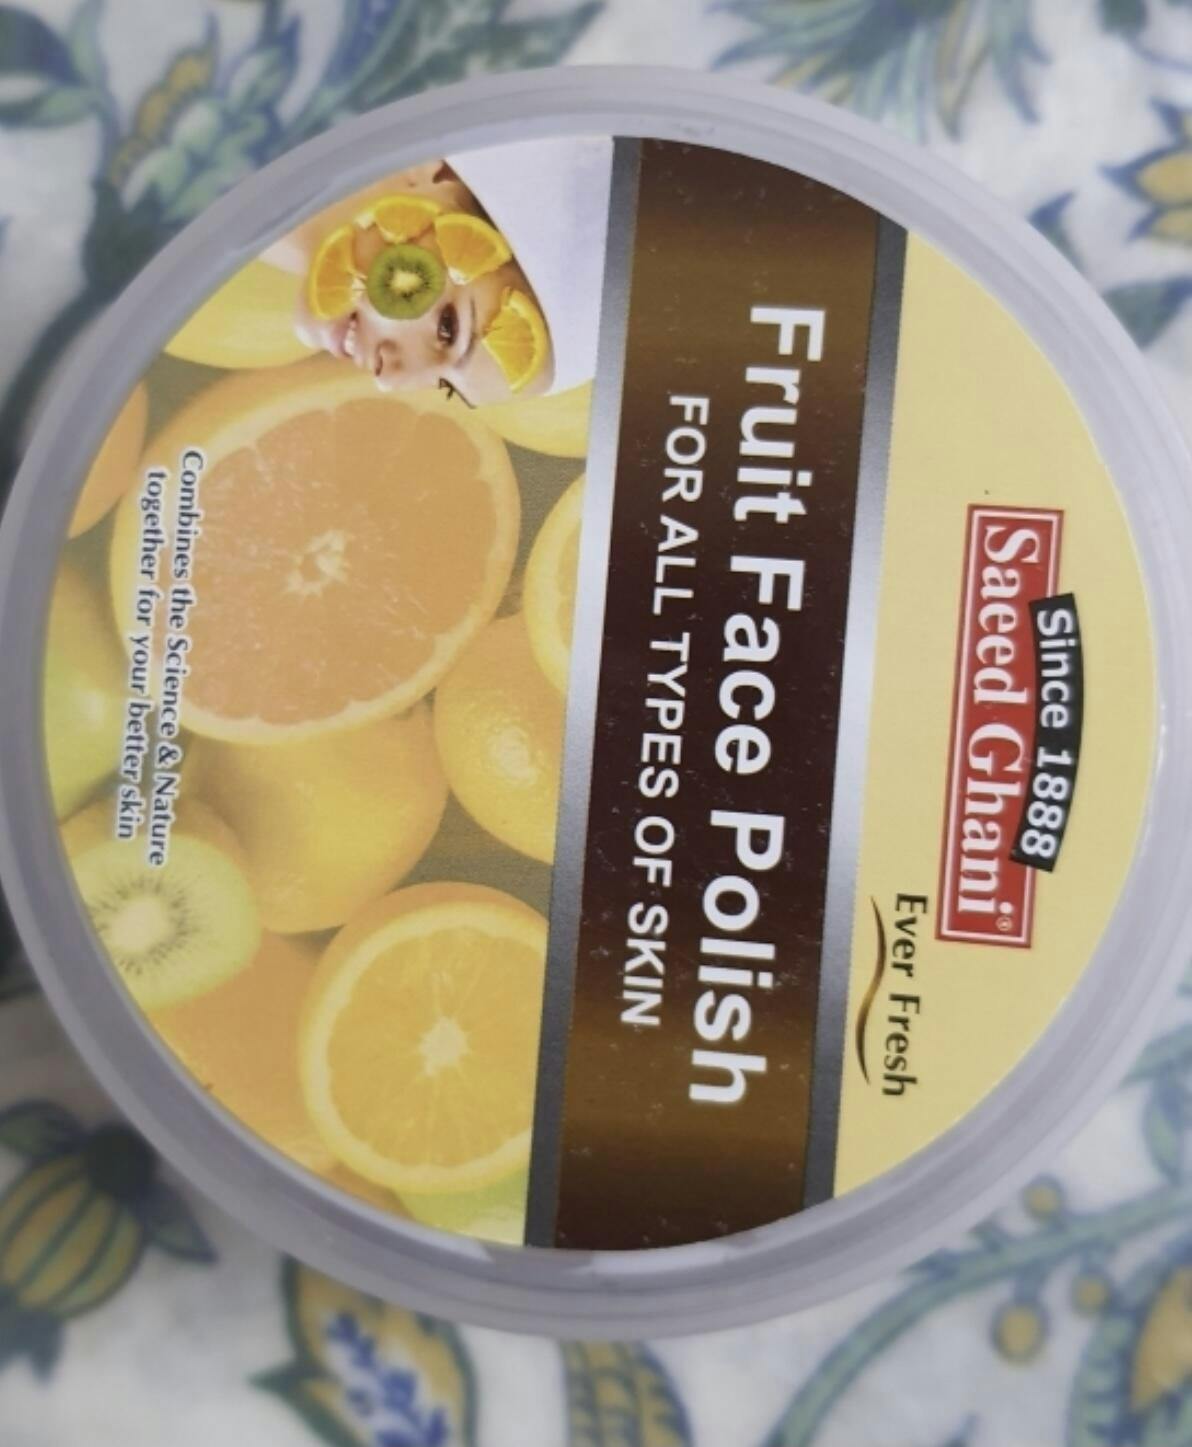 Since 1888
Saeed Ghani®
Ever Fresh
Fruit Face Polish
FOR ALL TYPES OF SKIN
Combines the Science & Nature
together for your better skin